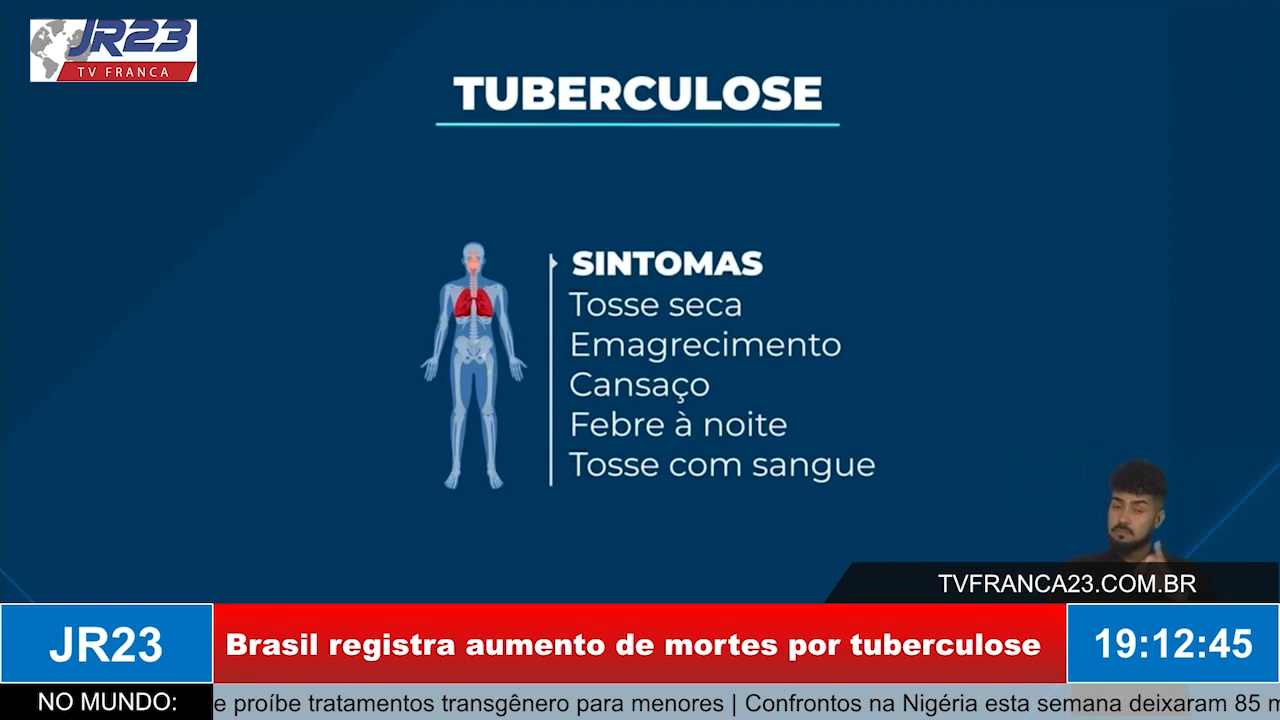 JR23
TV FRANCA
TUBERCULOSE
SINTOMAS
Tosse seca
Emagrecimento
Cansaço
Febre à noite
Tosse com sangue
TVFRANCA23.COM.BR
JR23
Brasil registra aumento de mortes por tuberculose
19:12:45
NO MUNDO:
e proíbe tratamentos transgênero para menores | Confrontos na Nigéria esta semana deixaram 85